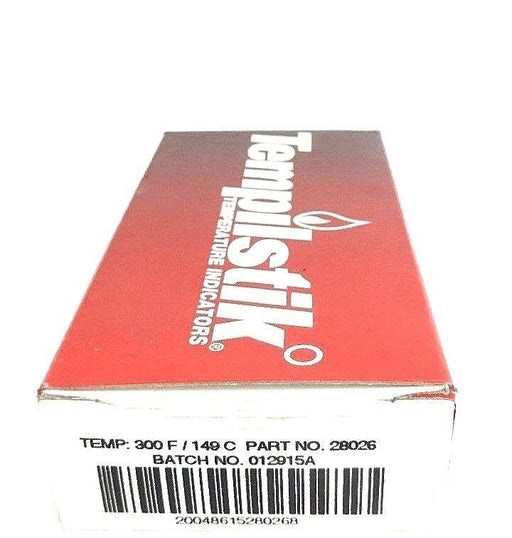 Tempilstik®
TEMPERATURE INDICATORS
TEMP: 300 F / 149 C PART NO. 28026
BATCH NO. 012915A
20048615280268